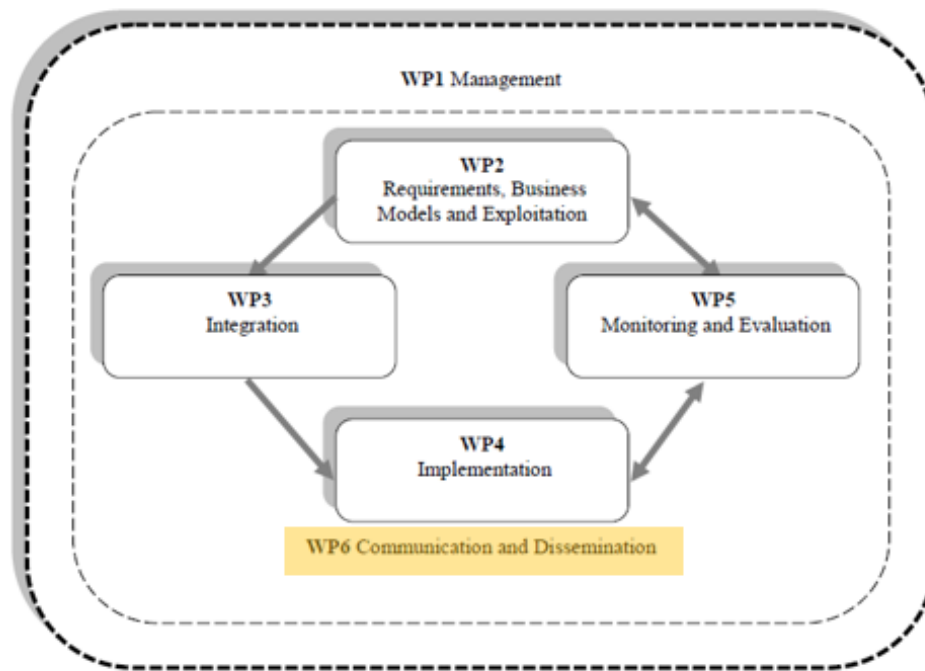 WP1 Management
WP2
Requirements, Business
Models and Exploitation
WP3
Integration
WP5
Monitoring and Evaluation
WP4
Implementation
WP6 Communication and Dissemination